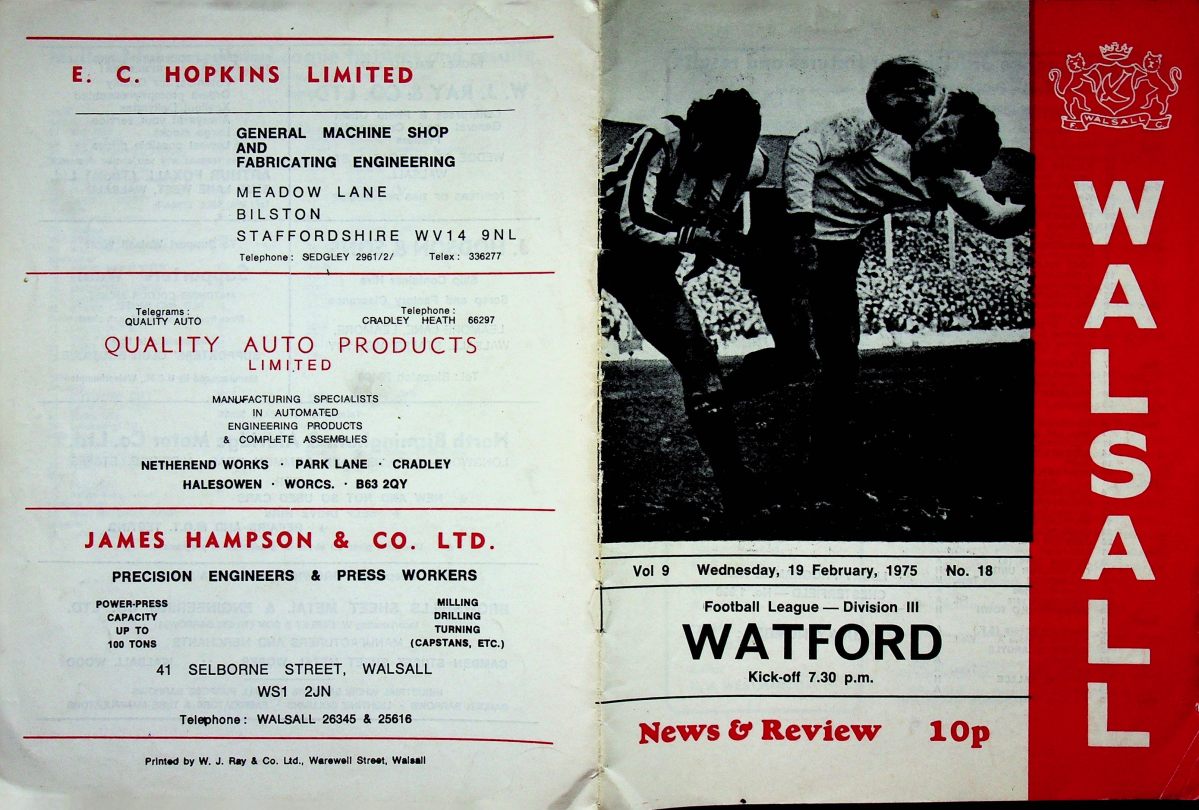 E. C. HOPKINS LIMITED
GENERAL MACHINE SHOP
AND
FABRICATING ENGINEERING
MEADOW LANE
BILSTON
STAFFORDSHIRE WV14 9NL
Telephone: SEDGLEY 2961/2/ Telex: 336277
Telegrams: Telephone:
QUALITY AUTO CRADLEY HEATH 66297
QUALITY AUTO PRODUCTS
LIMITED
MANUFACTURING SPECIALISTS
IN AUTOMATED
ENGINEERING PRODUCTS
& COMPLETE ASSEMBLIES
NETHEREND WORKS · PARK LANE · CRADLEY
HALESOWEN · WORCS. · B63 2QY
JAMES HAMPSON & CO. LTD.
PRECISION ENGINEERS & PRESS WORKERS
POWER-PRESS MILLING
CAPACITY DRILLING
UP TO TURNING
100 TONS (CAPSTANS, ETC.)
41 SELBORNE STREET, WALSALL
WS1 2JN
Telephone: WALSALL 26345 & 25616
Printed by W. J. Ray & Co. Ltd., Warewell Street, Walsall
Vol 9 Wednesday, 19 February, 1975 No. 18
Football League — Division III
WATFORD
Kick-off 7.30 p.m.
News & Review 10p
F. WALSALL C
WALSALL